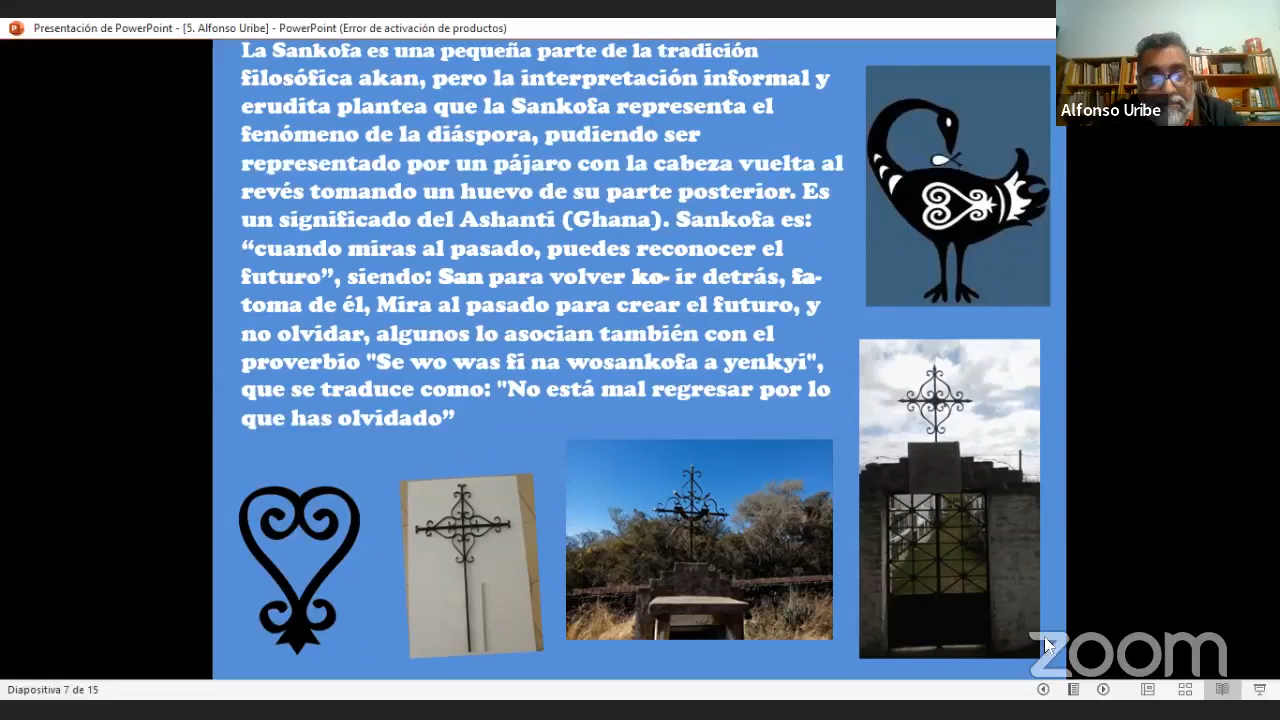 Presentación de PowerPoint - [5. Alfonso Uribe] - PowerPoint (Error de activación de productos)
La Sankofa es una pequeña parte de la tradición
filosófica akan, pero la interpretación informal y
erudita plantea que la Sankofa representa el
fenómeno de la diáspora, pudiendo ser
representado por un pájaro con la cabeza vuelta al
revés tomando un huevo de su parte posterior. Es
un significado del Ashanti (Ghana). Sankofa es:
“cuando miras al pasado, puedes reconocer el
futuro”, siendo: San para volver ko- ir detrás, fa-
toma de él, Mira al pasado para crear el futuro, y
no olvidar, algunos lo asocian también con el
proverbio "Se wo was fi na wosankofa a yenkyi",
que se traduce como: "No está mal regresar por lo
que has olvidado”
Alfonso Uribe
zoom
Diapositiva 7 de 15